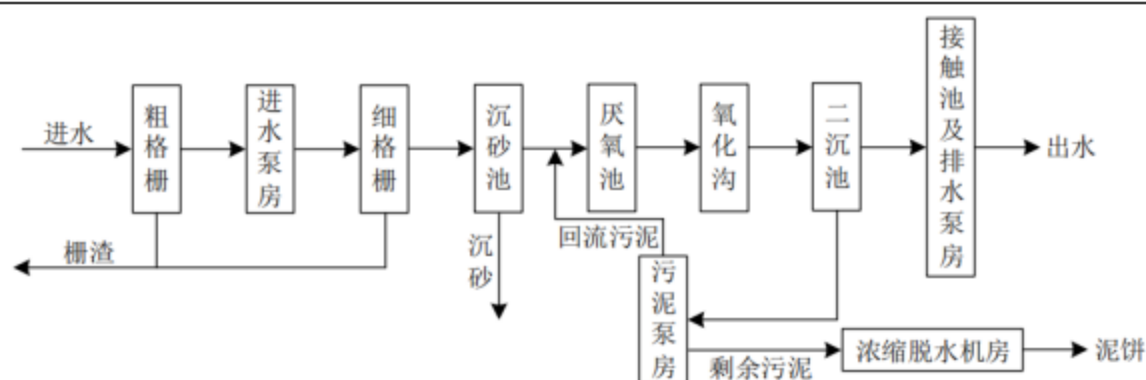 进水
粗格栅
进水泵房
细格栅
沉砂池
厌氧池
氧化沟
二沉池
接触池及排水泵房
出水
栅渣
沉砂
回流污泥
污泥泵房
剩余污泥
浓缩脱水机房
泥饼